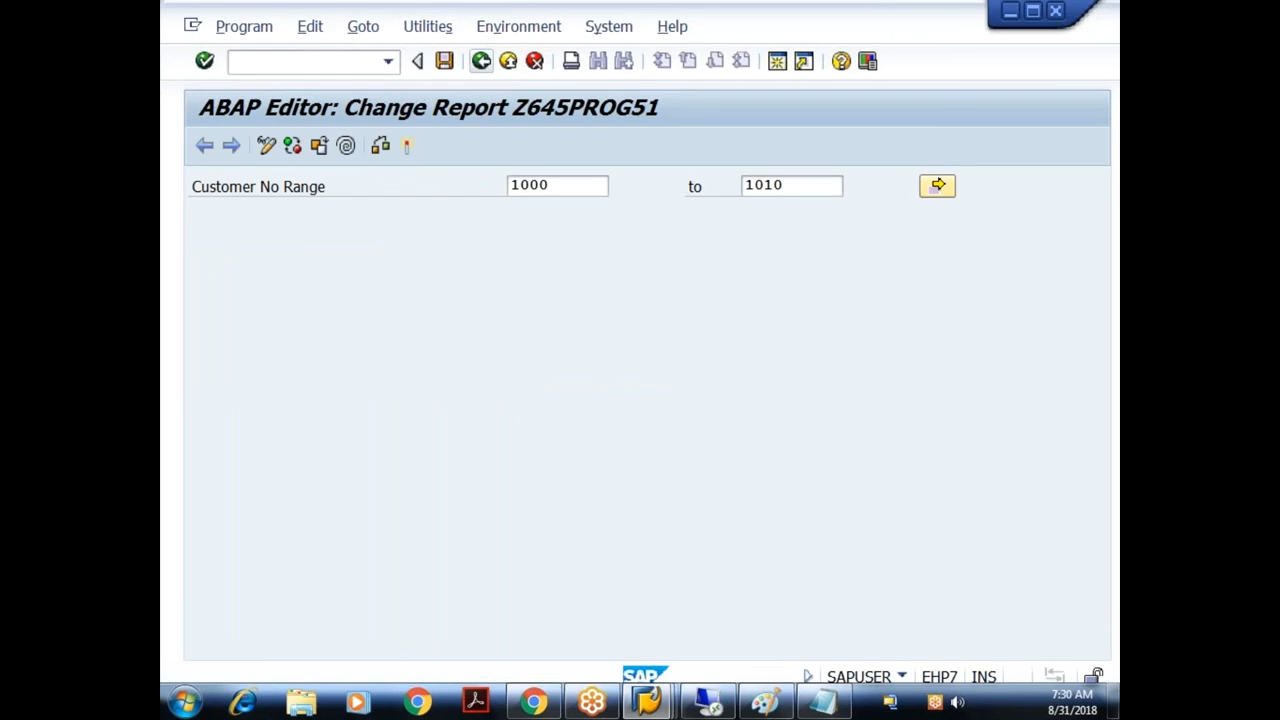 Program Edit Goto Utilities Environment System Help
ABAP Editor: Change Report Z645PROG51
Customer No Range 1000 to 1010
SAP
SAPUSER EHP7 INS
7:30 AM
8/31/2018